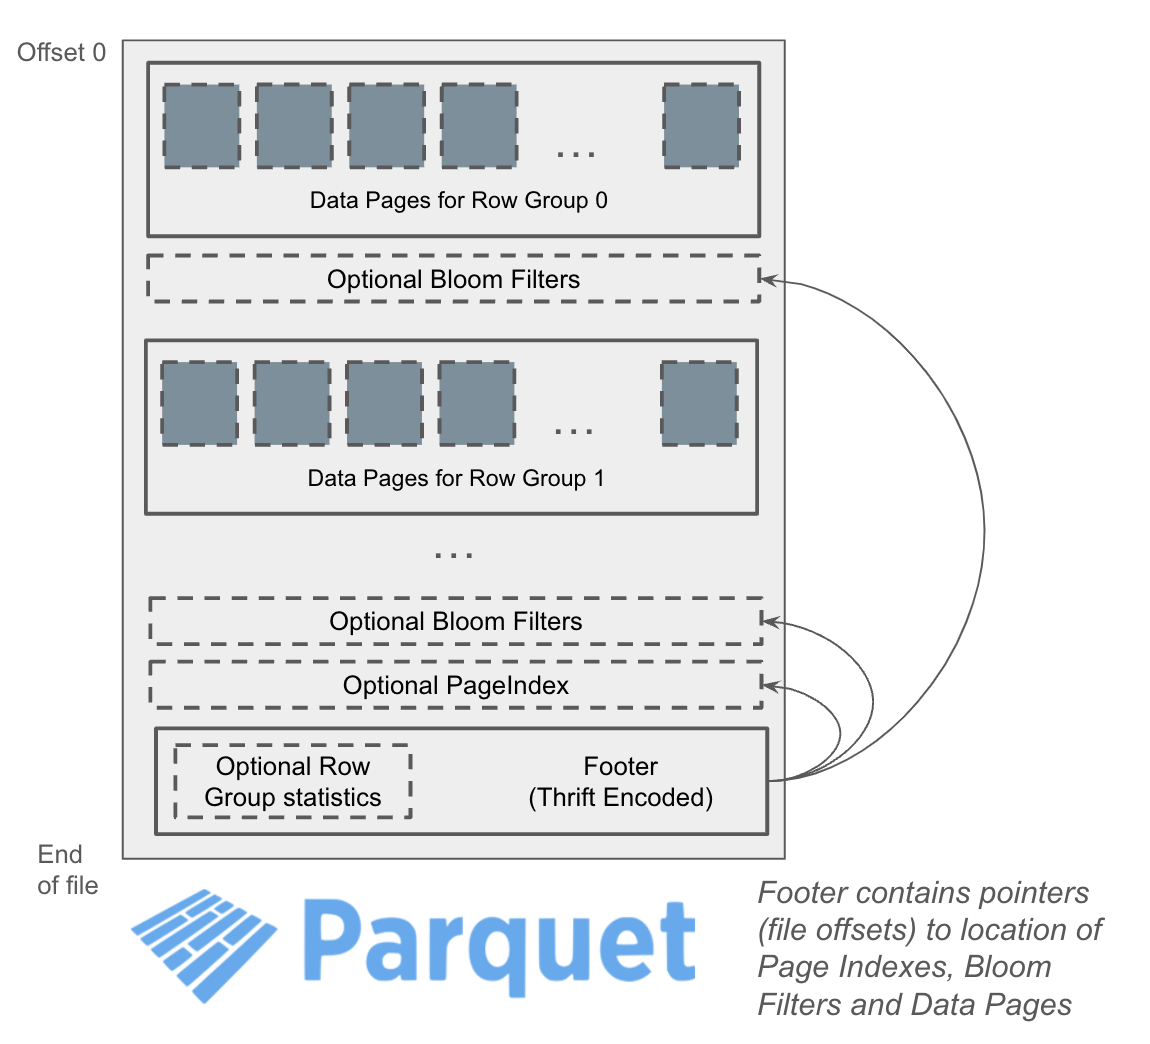 Offset 0
...
Data Pages for Row Group 0
Optional Bloom Filters
...
Data Pages for Row Group 1
...
Optional Bloom Filters
Optional PageIndex
Optional Row
Group statistics
Footer
(Thrift Encoded)
End
of file
Parquet
Footer contains pointers
(file offsets) to location of
Page Indexes, Bloom
Filters and Data Pages